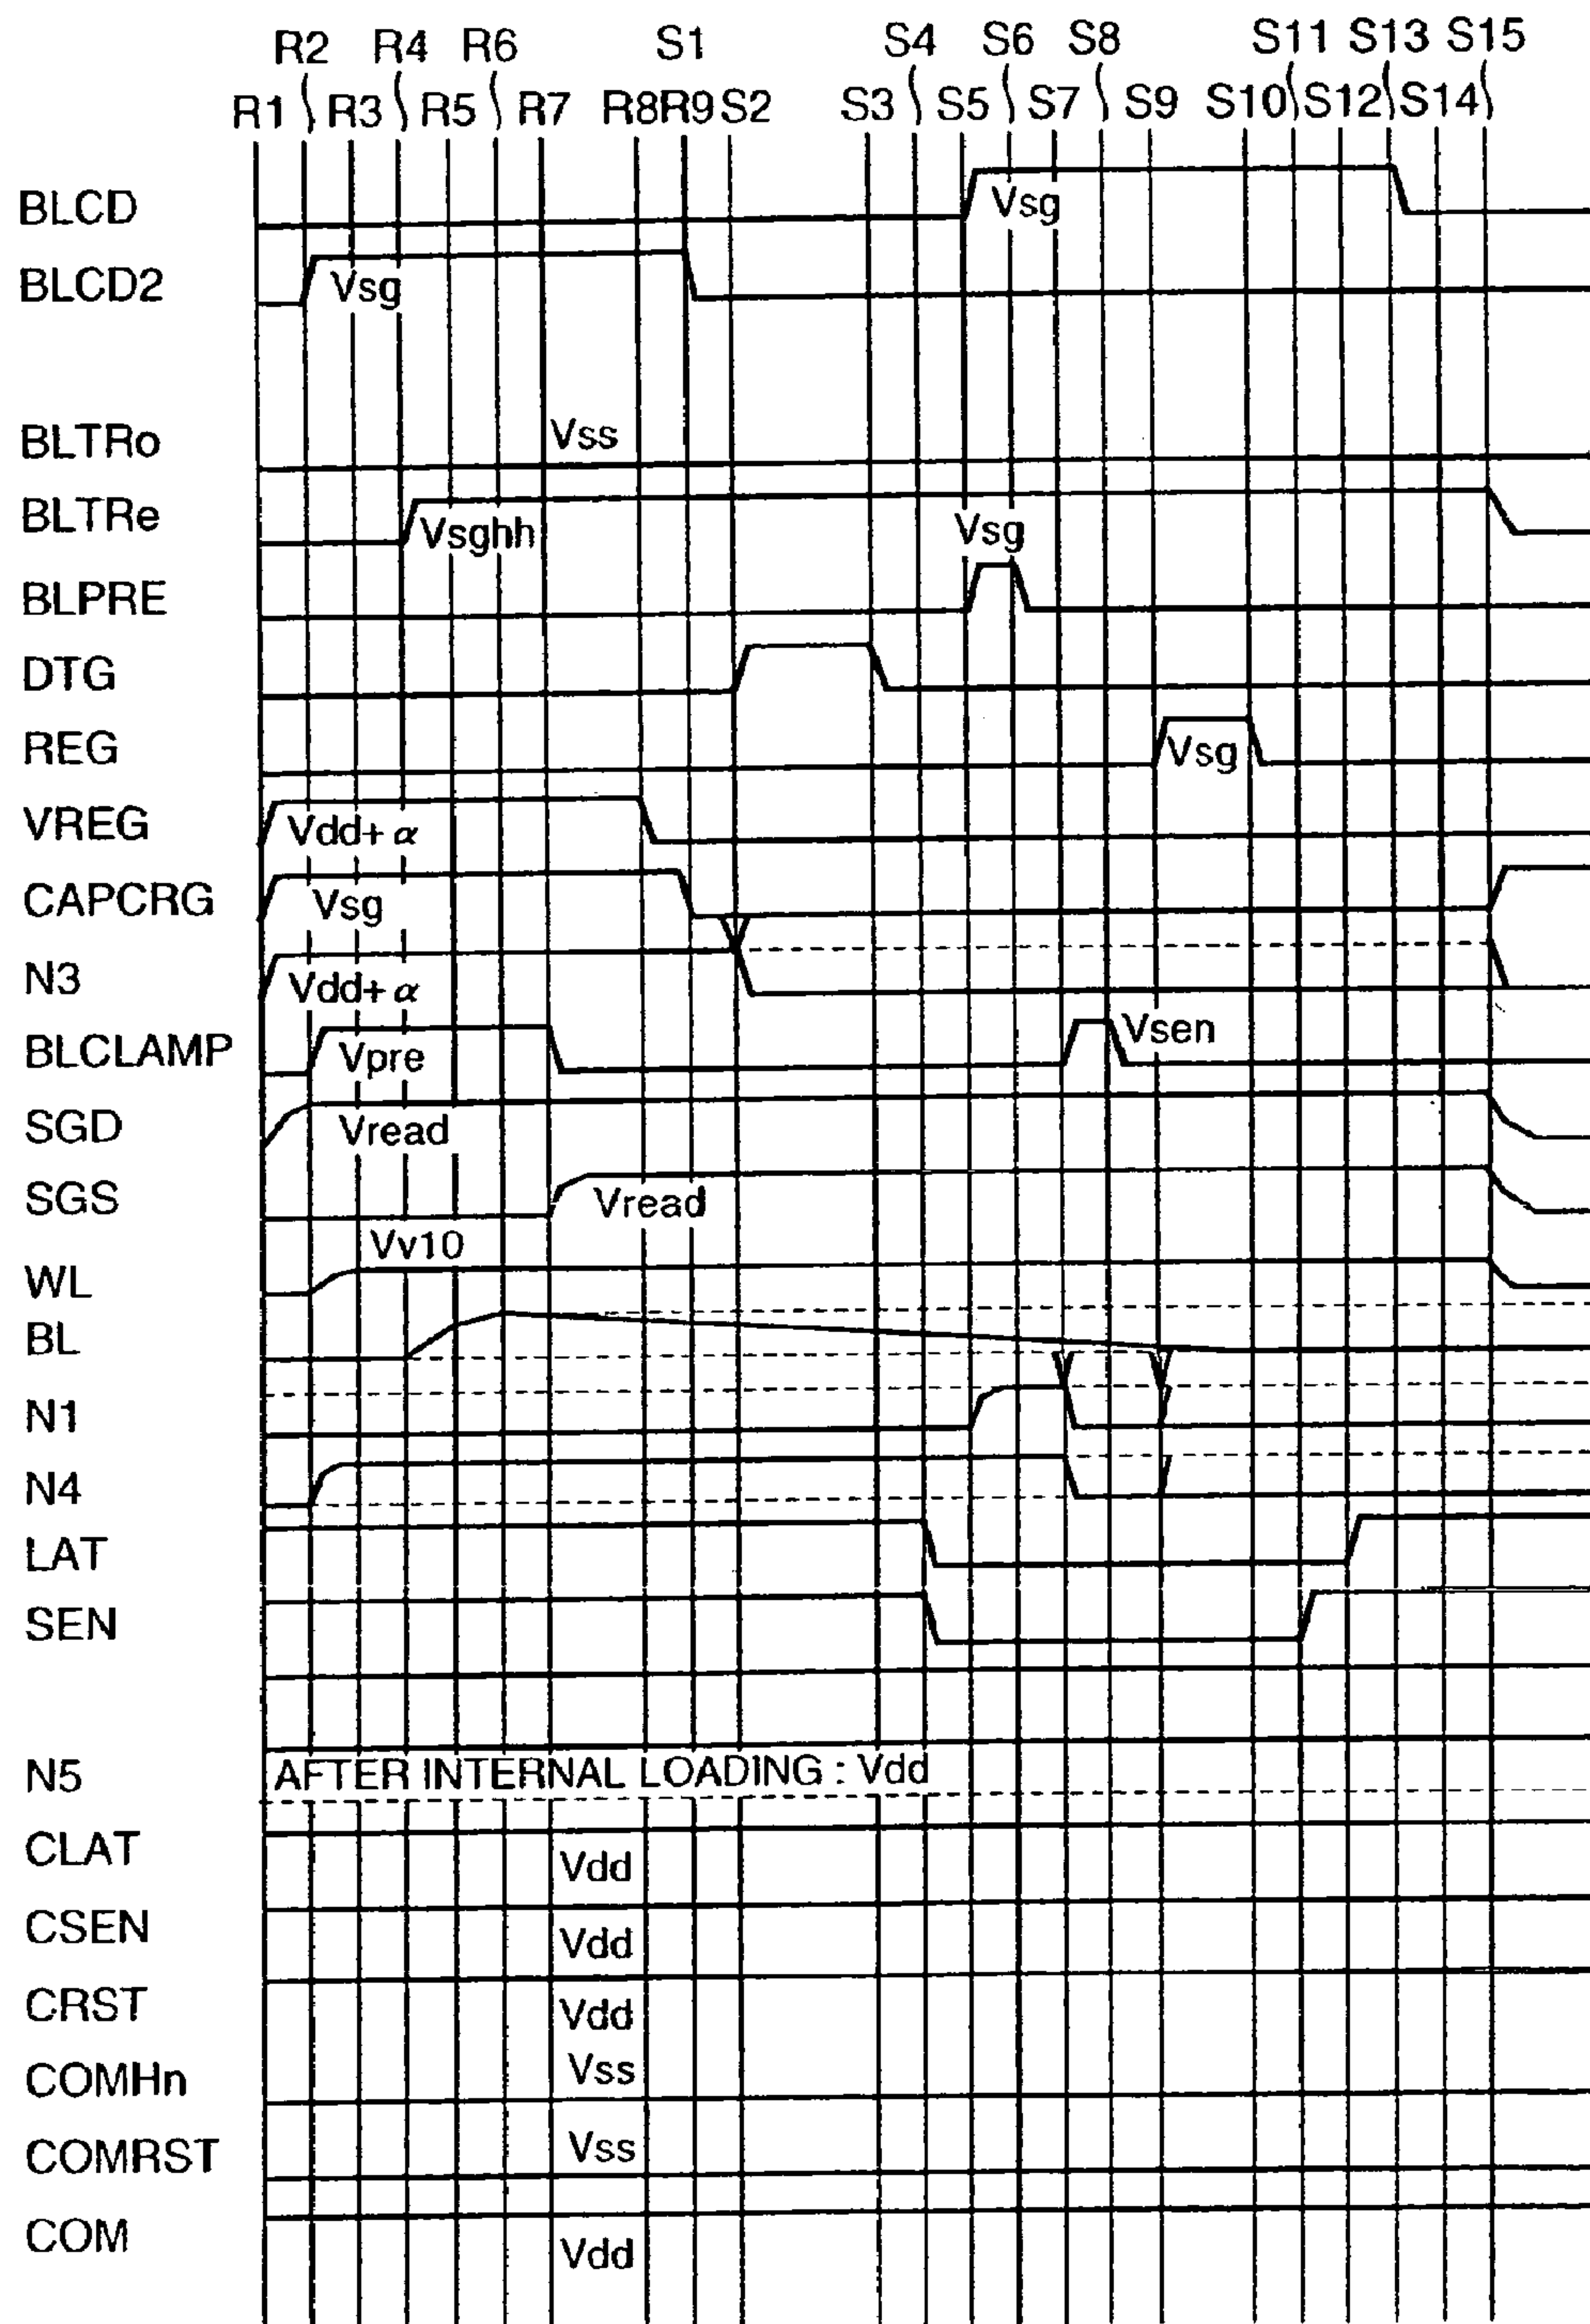 R2 R4 R6 S1 S4 S6 S8 S11 S13 S15
R1 R3 R5 R7 R8R9 S2 S3 S5 S7 S9 S10 S12 S14
BLCD Vsg
BLCD2 Vsg
BLTRo Vss
BLTRe Vsghh
BLPRE Vsg
DTG
REG Vsg
VREG Vdd+α
CAPCRG Vsg
N3 Vdd+α
BLCLAMP Vpre Vsen
SGD Vread
SGS Vread
WL Vv10
BL
N1
N4
LAT
SEN
N5 AFTER INTERNAL LOADING : Vdd
CLAT Vdd
CSEN Vdd
CRST Vdd
COMHn Vss
COMRST Vss
COM Vdd